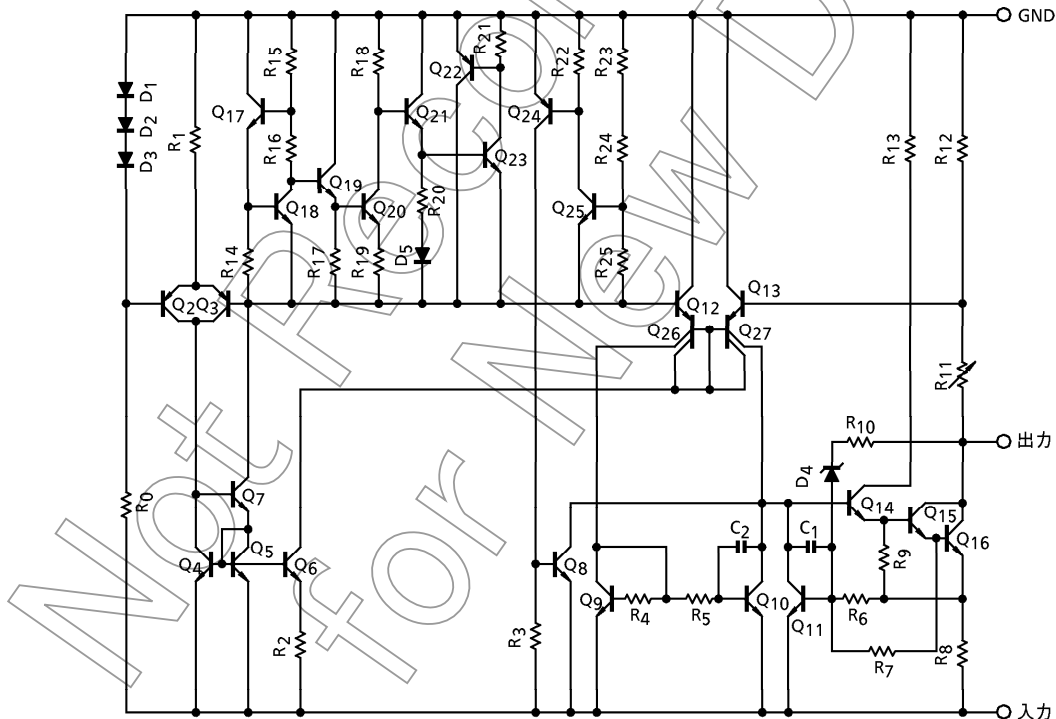 GND
R21
R15
R18
Q22
R22
R23
D1
D2
D3
R1
Q17
R16
Q21
Q24
R24
R13
R12
Q23
Q19
Q18
Q20
R20
Q25
R14
R17
R19
D5
R25
Q2
Q3
Q12
Q13
Q26
Q27
R11
R10
出力
D4
R0
Q7
Q14
Q15
Q16
C2
C1
Q4
Q5
Q6
Q8
R9
Q9
R4
R5
Q10
Q11
R6
R2
R3
R7
R8
入力
Not Recommended
for New Design